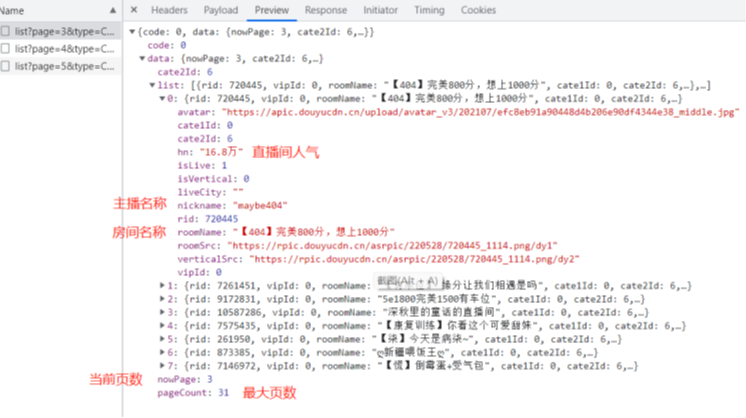 Name
Headers Payload Preview Response Initiator Timing Cookies
list?page=3&type=C...
list?page=4&type=C...
list?page=5&type=C...
▼{code: 0, data: {nowPage: 3, cate2Id: 6,…}}
code: 0
▼data: {nowPage: 3, cate2Id: 6,…}
cate2Id: 6
▼list: [{rid: 720445, vipId: 0, roomName: "【404】完美800分，想上1000分", cate1Id: 0, cate2Id: 6,…},…]
▼0: {rid: 720445, vipId: 0, roomName: "【404】完美800分，想上1000分", cate1Id: 0, cate2Id: 6,…}
avatar: "https://apic.douyucdn.cn/upload/avatar_v3/202107/efc8eb91a90448d4b206e90df4344e38_middle.jpg"
cate1Id: 0
cate2Id: 6
hn: "16.8万" 直播间人气
isLive: 1
isVertical: 0
liveCity: ""
主播名称 nickname: "maybe404"
rid: 720445
房间名称 roomName: "【404】完美800分，想上1000分"
roomSrc: "https://rpic.douyucdn.cn/asrpic/220528/720445_1114.png/dy1"
verticalSrc: "https://rpic.douyucdn.cn/asrpic/220528/720445_1114.png/dy2"
vipId: 0
截图(Alt + A)
▶1: {rid: 7261451, vipId: 0, roomName: 缘分让我们相遇是吗", cate1Id: 0, cate2Id: 6,…}
▶2: {rid: 9172831, vipId: 0, roomName: "5e1800完美1500有车位", cate1Id: 0, cate2Id: 6,…}
▶3: {rid: 10587286, vipId: 0, roomName: "深秋里的童话的直播间", cate1Id: 0, cate2Id: 6,…}
▶4: {rid: 7575435, vipId: 0, roomName: "【康复训练】你看这个可爱甜妹", cate1Id: 0, cate2Id: 6,…}
▶5: {rid: 261950, vipId: 0, roomName: "【柒】今天是病柒~", cate1Id: 0, cate2Id: 6,…}
▶6: {rid: 873385, vipId: 0, roomName: "ღ新疆喂饭王ღ", cate1Id: 0, cate2Id: 6,…}
▶7: {rid: 7146972, vipId: 0, roomName: "【慌】倒霉蛋+受气包", cate1Id: 0, cate2Id: 6,…}
当前页数 nowPage: 3
pageCount: 31 最大页数